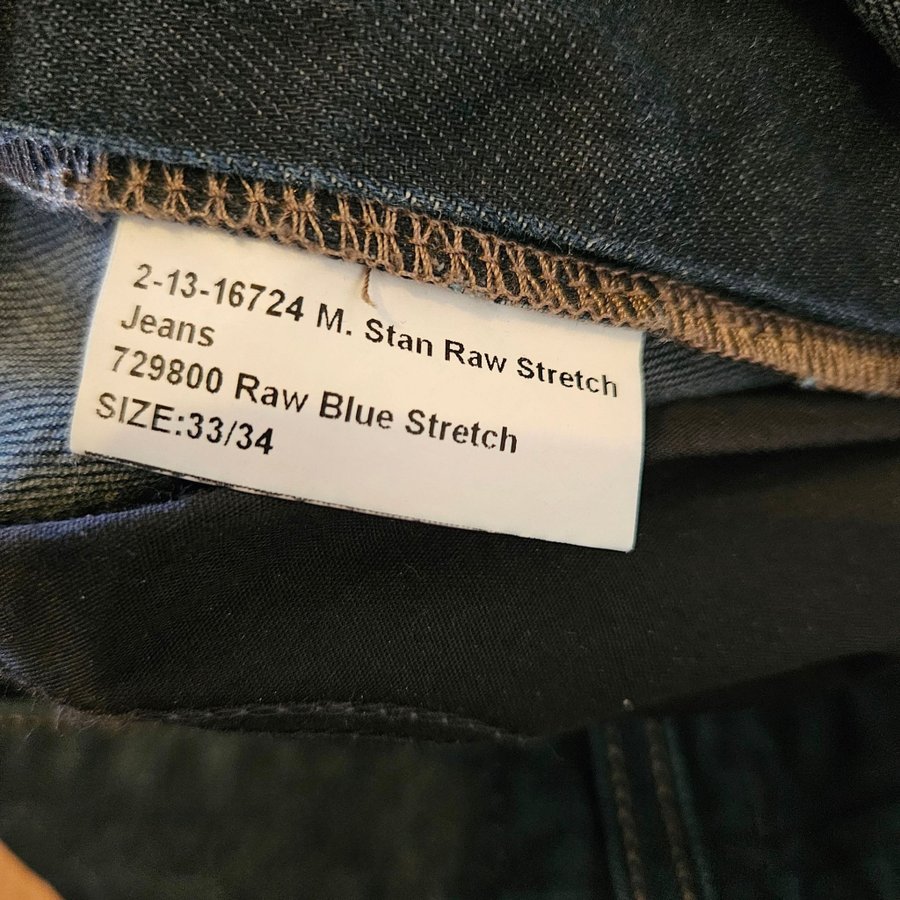 2-13-16724 M. Stan Raw Stretch
Jeans
729800 Raw Blue Stretch
SIZE:33/34